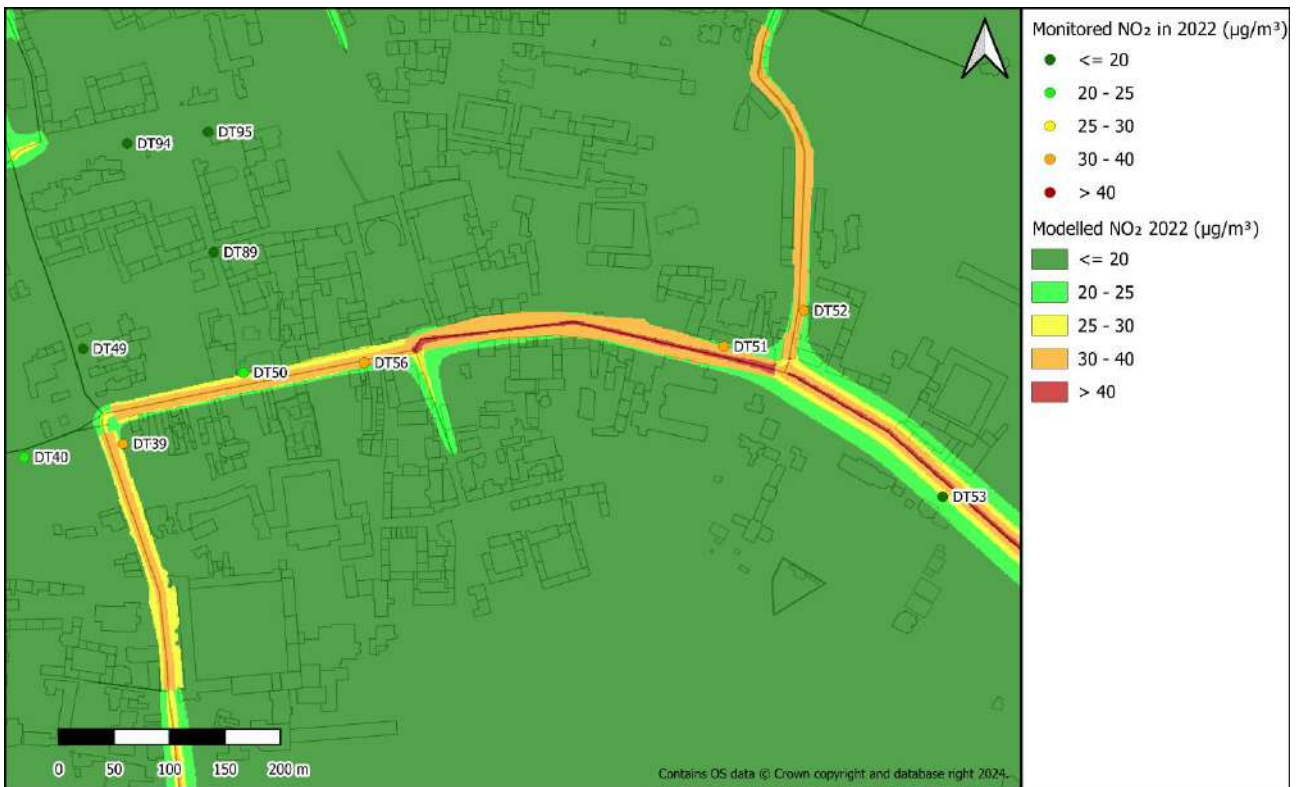 DT94
DT95
DT89
DT49
DT50
DT56
DT51
DT52
DT39
DT40
DT53
0 50 100 150 200 m
Contains OS data © Crown copyright and database right 2024.
Monitored NO₂ in 2022 (µg/m³)
<= 20
20 - 25
25 - 30
30 - 40
> 40
Modelled NO₂ 2022 (µg/m³)
<= 20
20 - 25
25 - 30
30 - 40
> 40